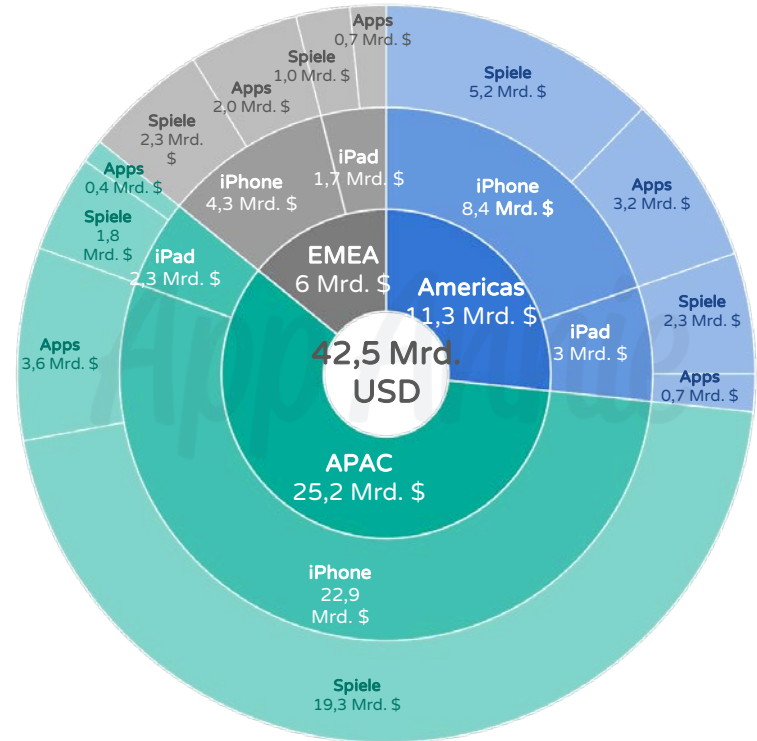 42,5 Mrd.
USD
Americas
11,3 Mrd. $
iPhone
8,4 Mrd. $
Spiele
5,2 Mrd. $
Apps
3,2 Mrd. $
iPad
3 Mrd. $
Spiele
2,3 Mrd. $
Apps
0,7 Mrd. $
APAC
25,2 Mrd. $
iPhone
22,9
Mrd. $
Spiele
19,3 Mrd. $
Apps
3,6 Mrd. $
iPad
2,3 Mrd. $
Spiele
1,8
Mrd. $
Apps
0,4 Mrd. $
EMEA
6 Mrd. $
iPhone
4,3 Mrd. $
Spiele
2,3 Mrd.
$
Apps
2,0 Mrd. $
iPad
1,7 Mrd. $
Spiele
1,0 Mrd. $
Apps
0,7 Mrd. $
App Annie